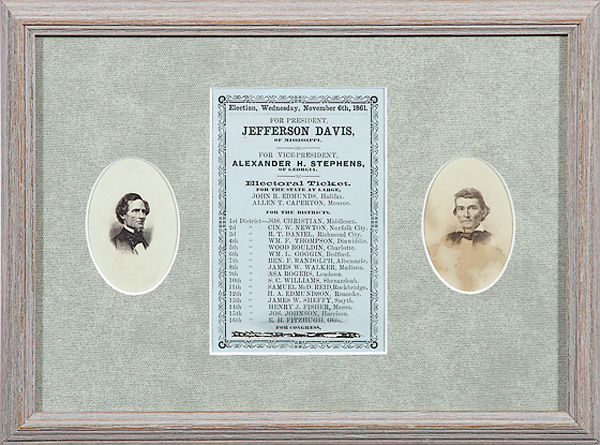 Election, Wednesday, November 6th, 1861.
FOR PRESIDENT,
JEFFERSON DAVIS,
OF MISSISSIPPI.
FOR VICE-PRESIDENT,
ALEXANDER H. STEPHENS,
OF GEORGIA.
Electoral Ticket.
FOR THE STATE AT LARGE,
JOHN R. EDMUNDS, Halifax.
ALLEN T. CAPERTON, Monroe.
FOR THE DISTRICTS.
1st District—JOS. CHRISTIAN, Middlesex.
2d " CIN. W. NEWTON, Norfolk City.
3d " R. T. DANIEL, Richmond City.
4th " WM. F. THOMPSON, Dinwiddie.
5th " WOOD BOULDIN, Charlotte.
6th " WM. L. GOGGIN, Bedford.
7th " BEN. F. RANDOLPH, Albemarle.
8th " JAMES W. WALKER, Madison.
9th " ASA ROGERS, Loudoun.
10th " S. C. WILLIAMS, Shenandoah.
11th " SAMUEL McD. REID, Rockbridge.
12th " H. A. EDMUNDSON, Roanoke.
13th " JAMES W. SHEFFY, Smyth.
14th " HENRY J. FISHER, Mason.
15th " JOS. JOHNSON, Harrison.
16th " E. H. FITZHUGH, Ohio.
FOR CONGRESS,